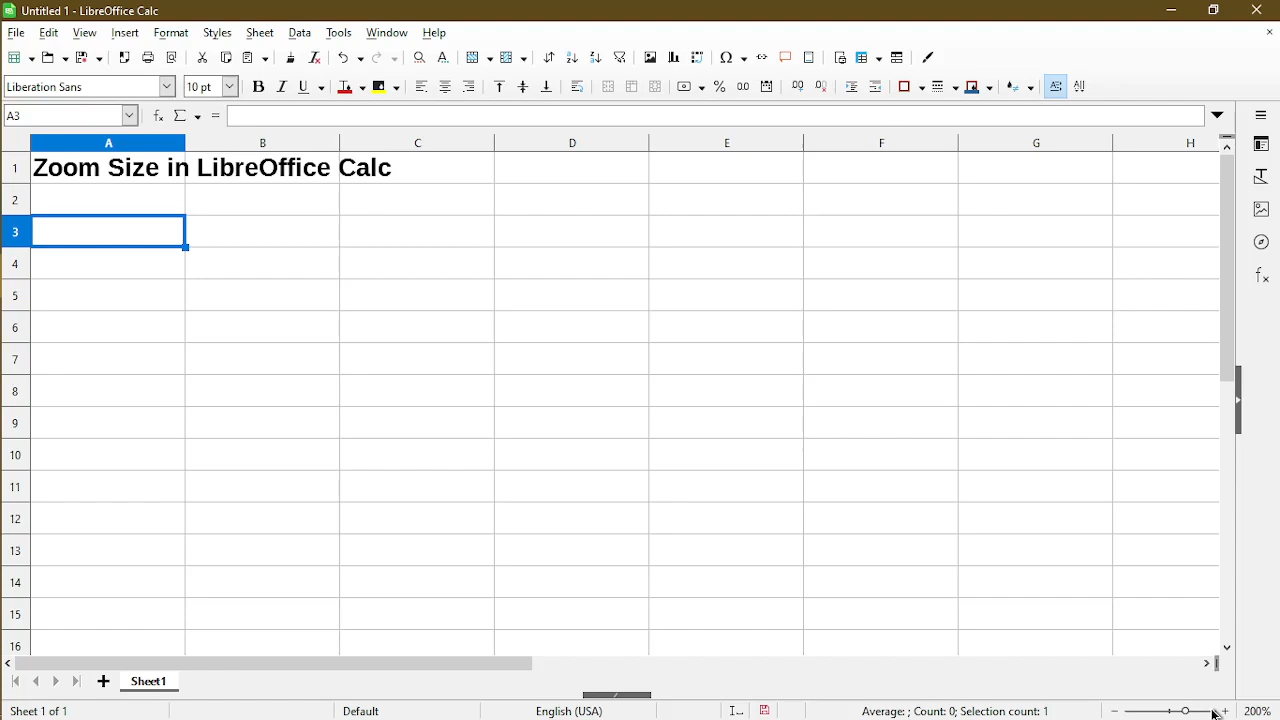 Untitled 1 - LibreOffice Calc
File Edit View Insert Format Styles Sheet Data Tools Window Help
Liberation Sans 10 pt
A3
A B C D E F G H
1 Zoom Size in LibreOffice Calc
2
3
4
5
6
7
8
9
10
11
12
13
14
15
16
Sheet1
Sheet 1 of 1 Default English (USA) Average: ; Count: 0; Selection count: 1 200%